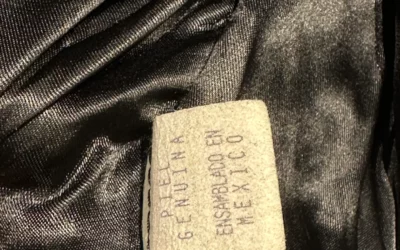 PIEL
GENUINA
ENSAMBLADO EN
MEXICO